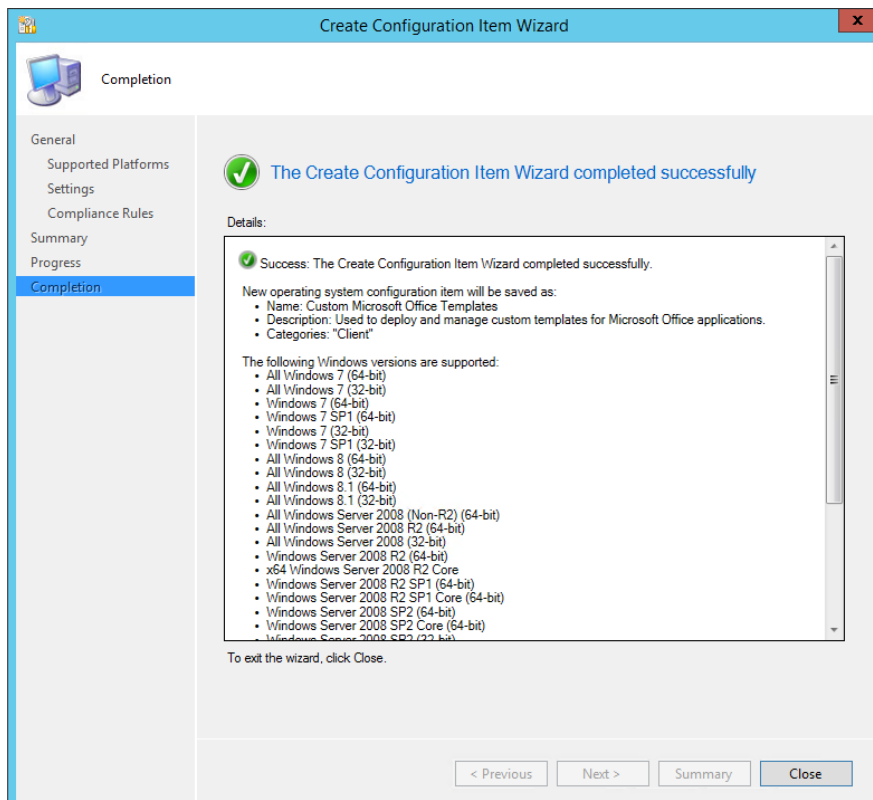 Create Configuration Item Wizard
x
Completion
General
Supported Platforms
Settings
Compliance Rules
Summary
Progress
Completion
The Create Configuration Item Wizard completed successfully
Details:
Success: The Create Configuration Item Wizard completed successfully.
New operating system configuration item will be saved as:
• Name: Custom Microsoft Office Templates
• Description: Used to deploy and manage custom templates for Microsoft Office applications.
• Categories: "Client"
The following Windows versions are supported:
• All Windows 7 (64-bit)
• All Windows 7 (32-bit)
• Windows 7 (64-bit)
• Windows 7 SP1 (64-bit)
• Windows 7 (32-bit)
• Windows 7 SP1 (32-bit)
• All Windows 8 (64-bit)
• All Windows 8 (32-bit)
• All Windows 8.1 (64-bit)
• All Windows 8.1 (32-bit)
• All Windows Server 2008 (Non-R2) (64-bit)
• All Windows Server 2008 R2 (64-bit)
• All Windows Server 2008 (32-bit)
• Windows Server 2008 R2 (64-bit)
• x64 Windows Server 2008 R2 Core
• Windows Server 2008 R2 SP1 (64-bit)
• Windows Server 2008 R2 SP1 Core (64-bit)
• Windows Server 2008 SP2 (64-bit)
• Windows Server 2008 SP2 Core (64-bit)
• Windows Server 2008 SP2 (32-bit)
To exit the wizard, click Close.
< Previous
Next >
Summary
Close